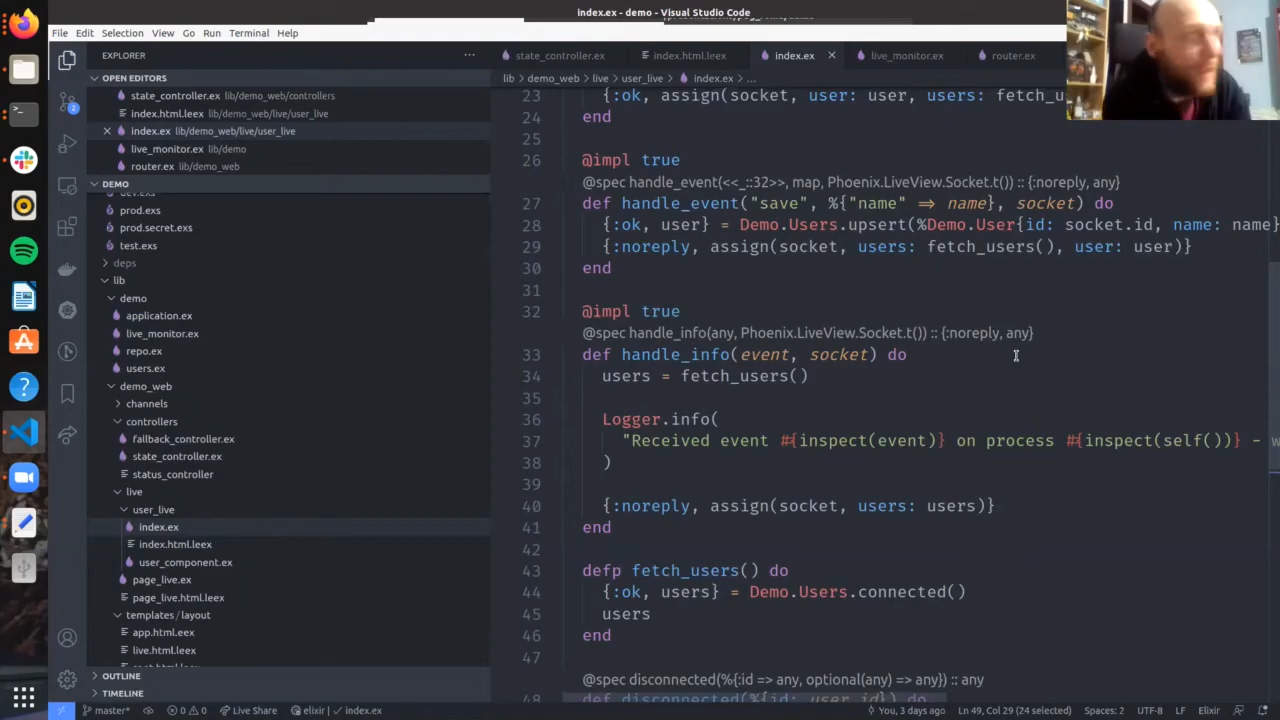 index.ex - demo - Visual Studio Code
File Edit Selection View Go Run Terminal Help
EXPLORER
OPEN EDITORS
state_controller.ex lib/demo_web/controllers
index.html.leex lib/demo_web/live/user_live
index.ex lib/demo_web/live/user_live
live_monitor.ex lib/demo
router.ex lib/demo_web
DEMO
dev.exs
prod.exs
prod.secret.exs
test.exs
deps
lib
demo
application.ex
live_monitor.ex
repo.ex
users.ex
demo_web
channels
controllers
fallback_controller.ex
state_controller.ex
status_controller
live
user_live
index.ex
index.html.leex
user_component.ex
page_live.ex
page_live.html.leex
templates/layout
app.html.eex
live.html.leex
OUTLINE
TIMELINE
state_controller.ex index.html.leex index.ex live_monitor.ex router.ex
lib > demo_web > live > user_live > index.ex > ...
23 {:ok, assign(socket, user: user, users: fetch_u
24 end
25
26 @impl true
@spec handle_event(<<_::32>>, map, Phoenix.LiveView.Socket.t()) :: {:noreply, any}
27 def handle_event("save", %{"name" => name}, socket) do
28 {:ok, user} = Demo.Users.upsert(%Demo.User{id: socket.id, name: name}
29 {:noreply, assign(socket, users: fetch_users(), user: user)}
30 end
31
32 @impl true
@spec handle_info(any, Phoenix.LiveView.Socket.t()) :: {:noreply, any}
33 def handle_info(event, socket) do
34 users = fetch_users()
35
36 Logger.info(
37 "Received event #{inspect(event)} on process #{inspect(self())} - w
38 )
39
40 {:noreply, assign(socket, users: users)}
41 end
42
43 defp fetch_users() do
44 {:ok, users} = Demo.Users.connected()
45 users
46 end
47
@spec disconnected(%{:id => any, optional(any) => any}) :: any
48 def disconnected(%{id: user_id}) do
master* 0 0 Live Share elixir | index.ex You, 3 days ago Ln 49, Col 29 (24 selected) Spaces: 2 UTF-8 LF Elixir